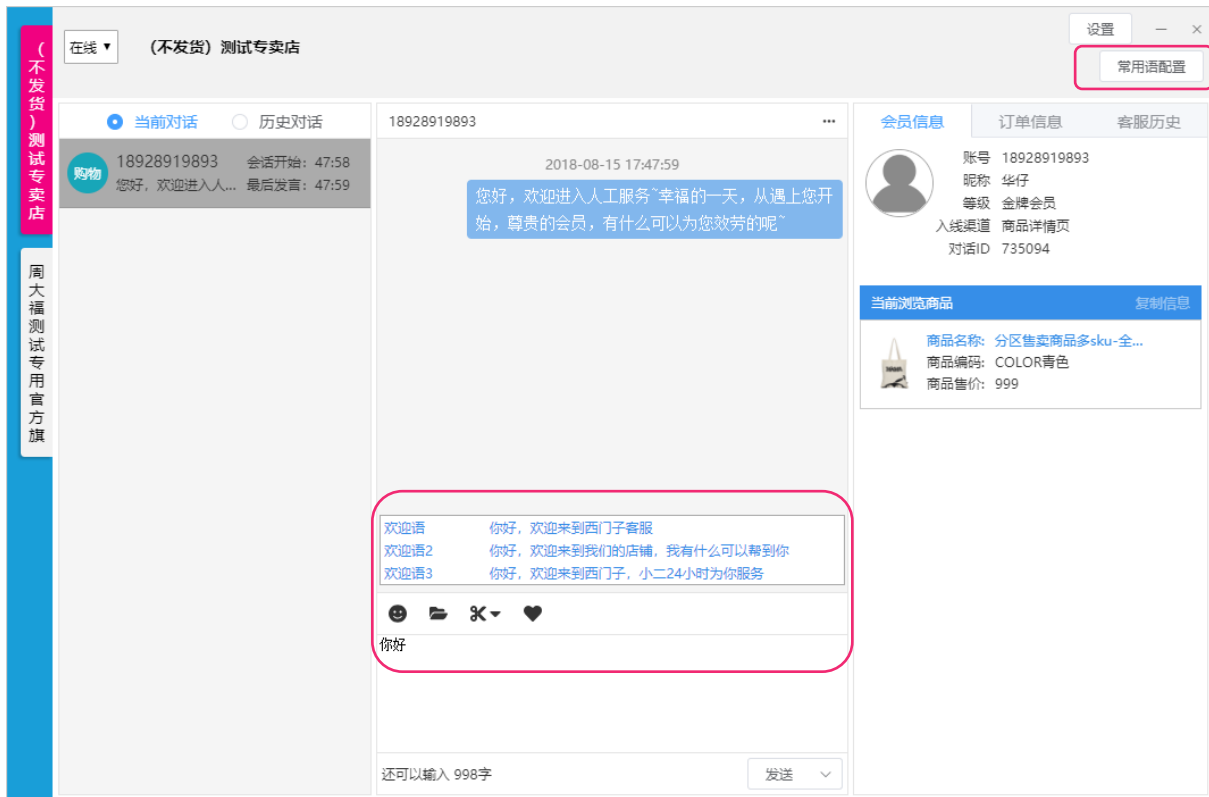 (不发货)测试专卖店
周大福测试专用官方旗
在线▼
（不发货）测试专卖店
设置
常用语配置
当前对话 历史对话
购物
18928919893 会话开始：47:58
您好，欢迎进入人... 最后发言：47:59
18928919893 ...
2018-08-15 17:47:59
您好，欢迎进入人工服务~幸福的一天，从遇上您开
始，尊贵的会员，有什么可以为您效劳的呢~
欢迎语 你好，欢迎来到西门子客服
欢迎语2 你好，欢迎来到我们的店铺，我有什么可以帮到你
欢迎语3 你好，欢迎来到西门子，小二24小时为你服务
你好
还可以输入 998字
发送
会员信息 订单信息 客服历史
账号 18928919893
昵称 华仔
等级 金牌会员
入线渠道 商品详情页
对话ID 735094
当前浏览商品 复制信息
商品名称: 分区售卖商品多sku-全...
商品编码: COLOR青色
商品售价: 999